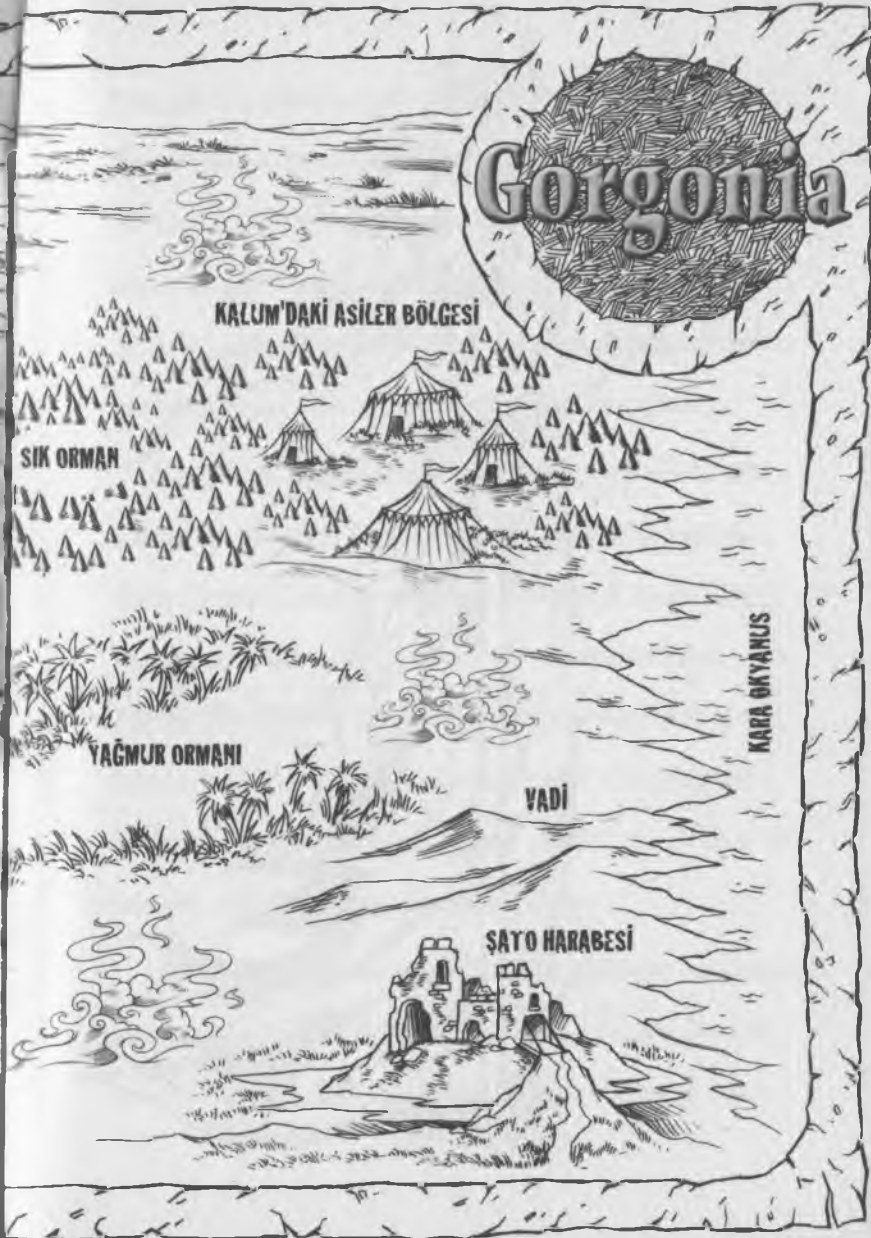 Gorgonia
KALUM'DAKİ ASİLER BÖLGESİ
SIK ORMAN
KARA OKYANUS
YAĞMUR ORMANI
VADİ
ŞATO HARABESİ